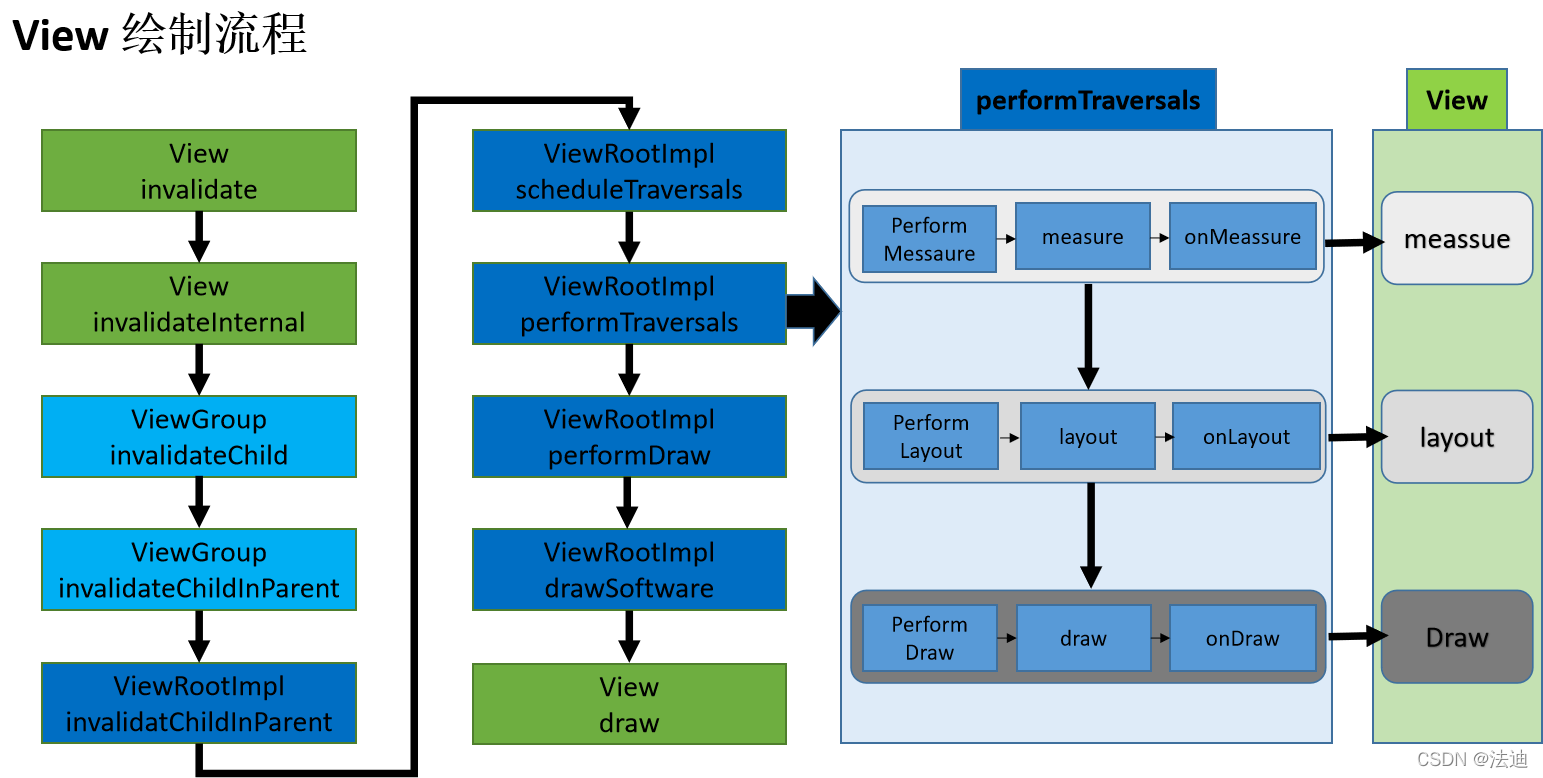 View 绘制流程
View
invalidate
View
invalidateInternal
ViewGroup
invalidateChild
ViewGroup
invalidateChildInParent
ViewRootImpl
invalidatChildInParent
ViewRootImpl
scheduleTraversals
ViewRootImpl
performTraversals
ViewRootImpl
performDraw
ViewRootImpl
drawSoftware
View
draw
performTraversals
Perform
Messaure
measure
onMeassure
Perform
Layout
layout
onLayout
Perform
Draw
draw
onDraw
View
meassue
layout
Draw
CSDN @法迪